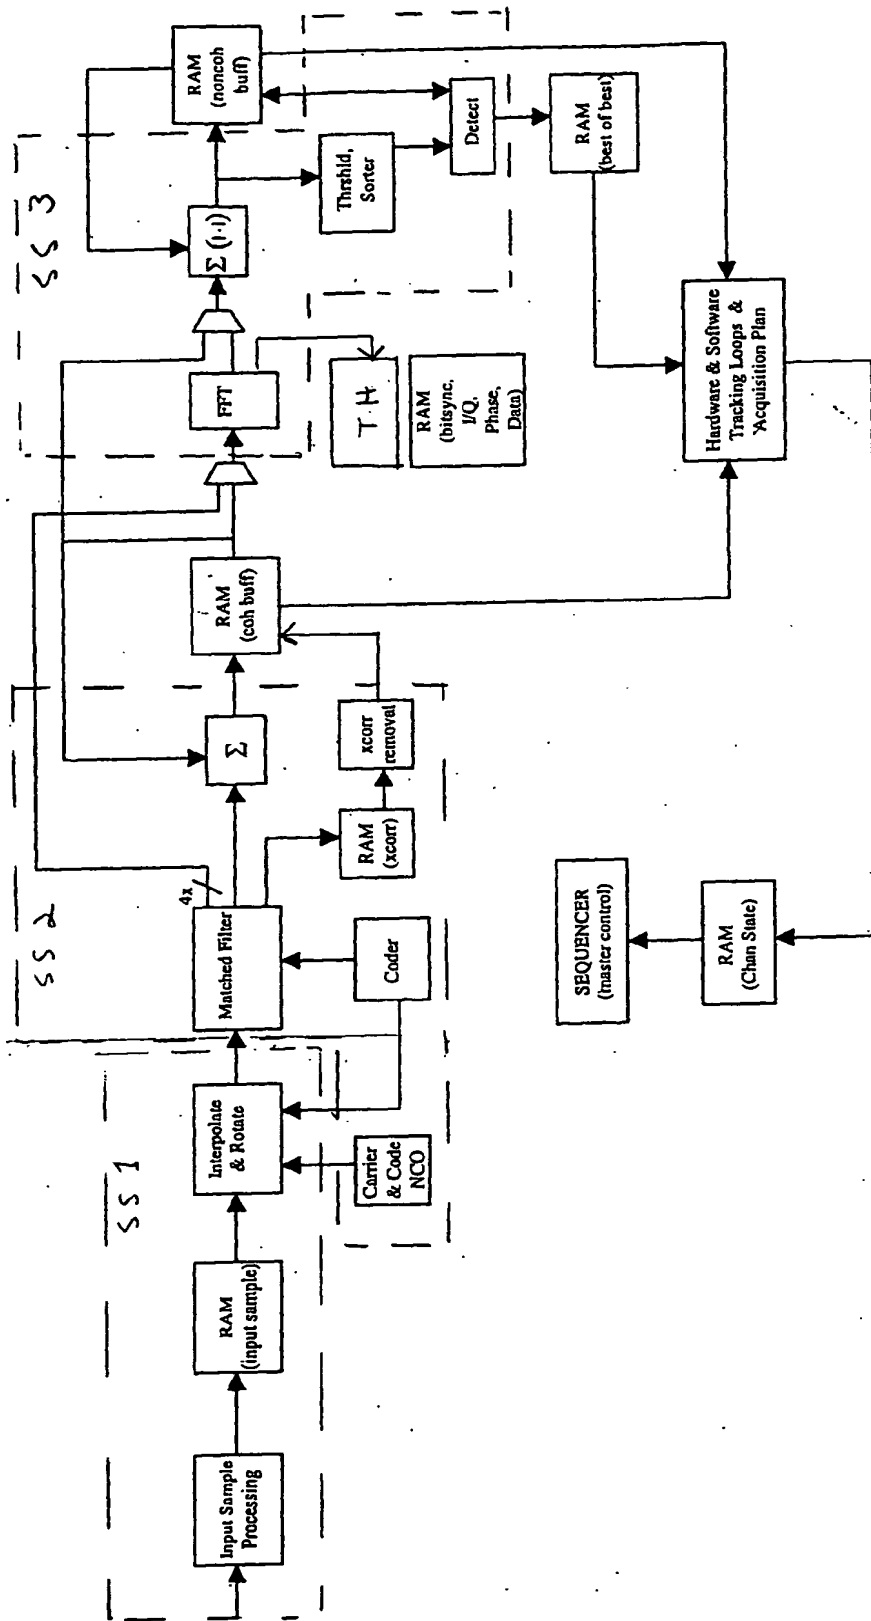 SS 1
Input Sample
Processing
RAM
(input sample)
Interpolate
& Rotate
Carrier
& Code
NCO
SS 2
Matched Filter
4x
Coder
Σ
RAM
(xcorr)
xcorr
removal
RAM
(coh buff)
SS 3
FFT
T.H
RAM
(bitsync,
I/Q,
Phase,
Data)
Σ (|·|)
Thrshld,
Sorter
RAM
(noncoh
buff)
Detect
RAM
(best of best)
Hardware & Software
Tracking Loops &
Acquisition Plan
SEQUENCER
(master control)
RAM
(Chan State)